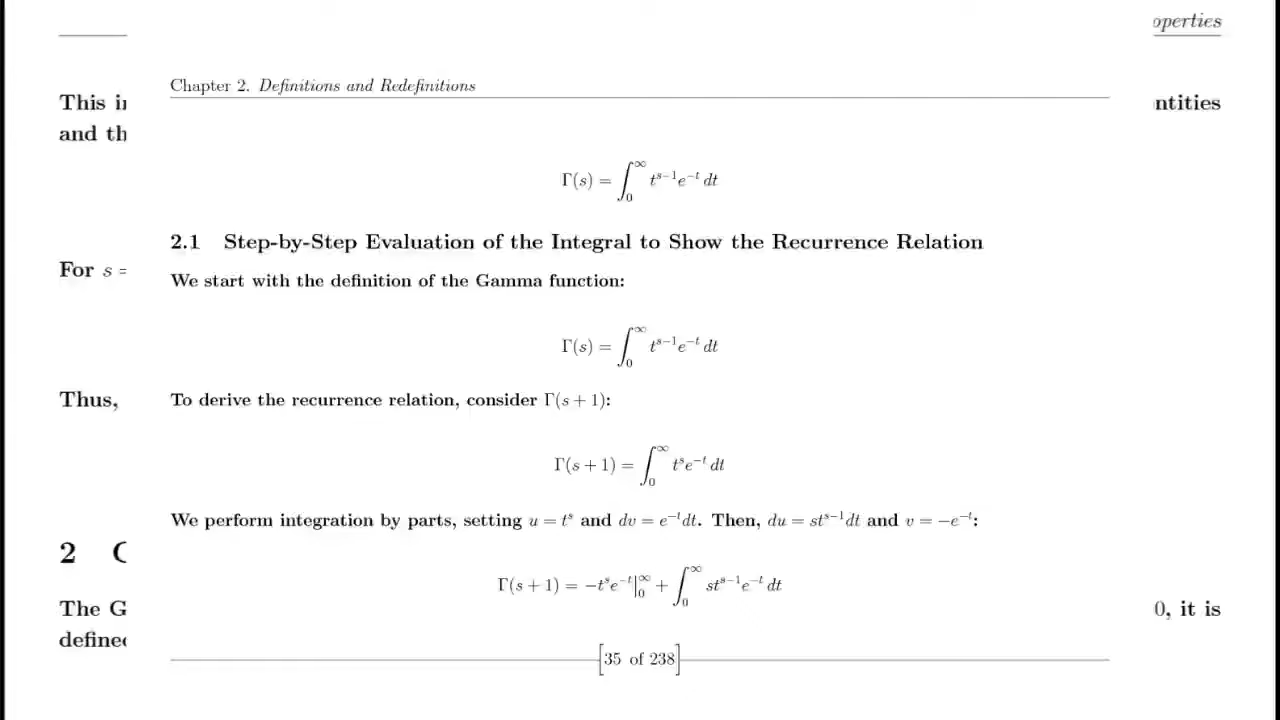 operties
This i
ntities
and th
Chapter 2. Definitions and Redefinitions
Γ(s) = ∫₀^∞ t^{s−1}e^{−t} dt
2.1 Step-by-Step Evaluation of the Integral to Show the Recurrence Relation
For s =
We start with the definition of the Gamma function:
Γ(s) = ∫₀^∞ t^{s−1}e^{−t} dt
Thus,
To derive the recurrence relation, consider Γ(s + 1):
Γ(s + 1) = ∫₀^∞ t^s e^{−t} dt
We perform integration by parts, setting u = t^s and dv = e^{−t}dt. Then, du = st^{s−1}dt and v = −e^{−t}:
2
Γ(s + 1) = −t^s e^{−t}|₀^∞ + ∫₀^∞ st^{s−1}e^{−t} dt
The G
0, it is
define
35 of 238